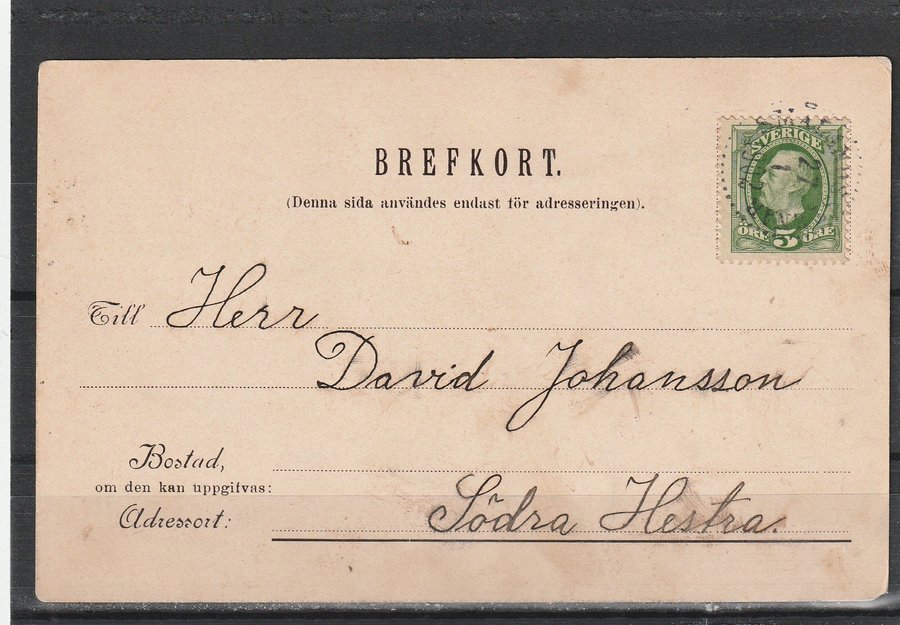 BREFKORT.
(Denna sida användes endast för adresseringen).
SVERIGE
ÖRE 5 ÖRE
Till Herr
David Johansson
Bostad,
om den kan uppgifvas:
Adressort: Södra Hestra.